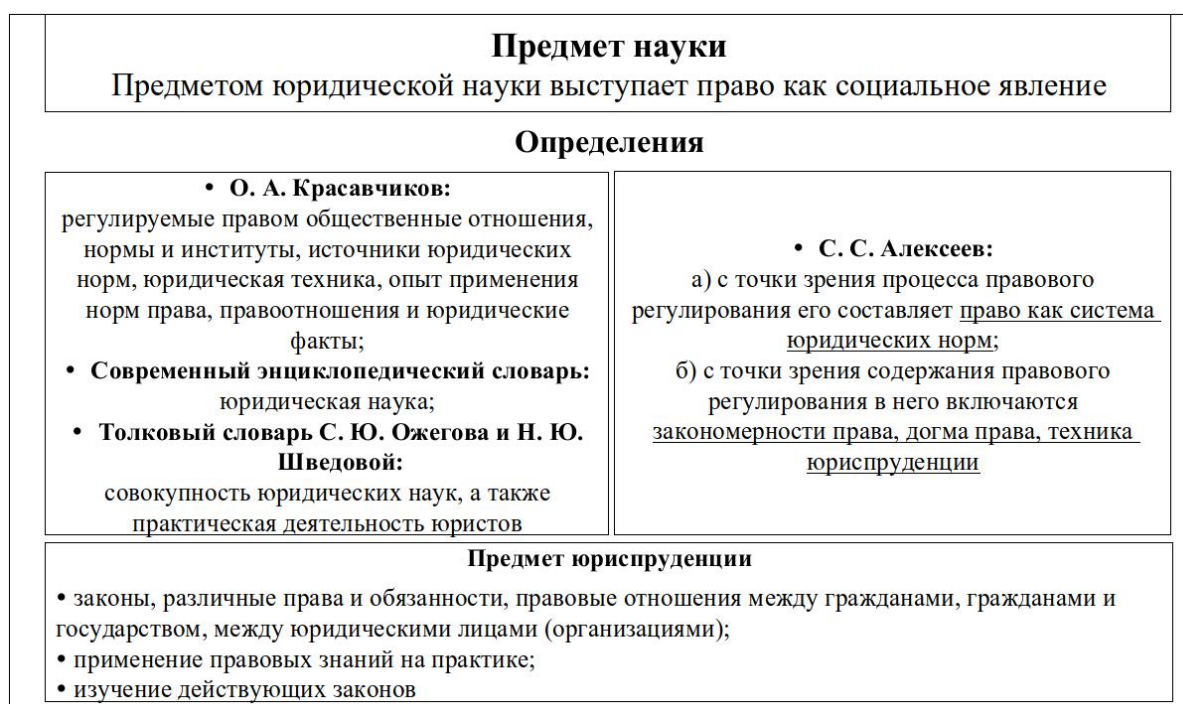 Предмет науки
Предметом юридической науки выступает право как социальное явление
Определения
• О. А. Красавчиков:
регулируемые правом общественные отношения,
нормы и институты, источники юридических
норм, юридическая техника, опыт применения
норм права, правоотношения и юридические
факты;
• Современный энциклопедический словарь:
юридическая наука;
• Толковый словарь С. Ю. Ожегова и Н. Ю.
Шведовой:
совокупность юридических наук, а также
практическая деятельность юристов
• С. С. Алексеев:
а) с точки зрения процесса правового
регулирования его составляет право как система
юридических норм;
б) с точки зрения содержания правового
регулирования в него включаются
закономерности права, догма права, техника
юриспруденции
Предмет юриспруденции
• законы, различные права и обязанности, правовые отношения между гражданами, гражданами и
государством, между юридическими лицами (организациями);
• применение правовых знаний на практике;
• изучение действующих законов